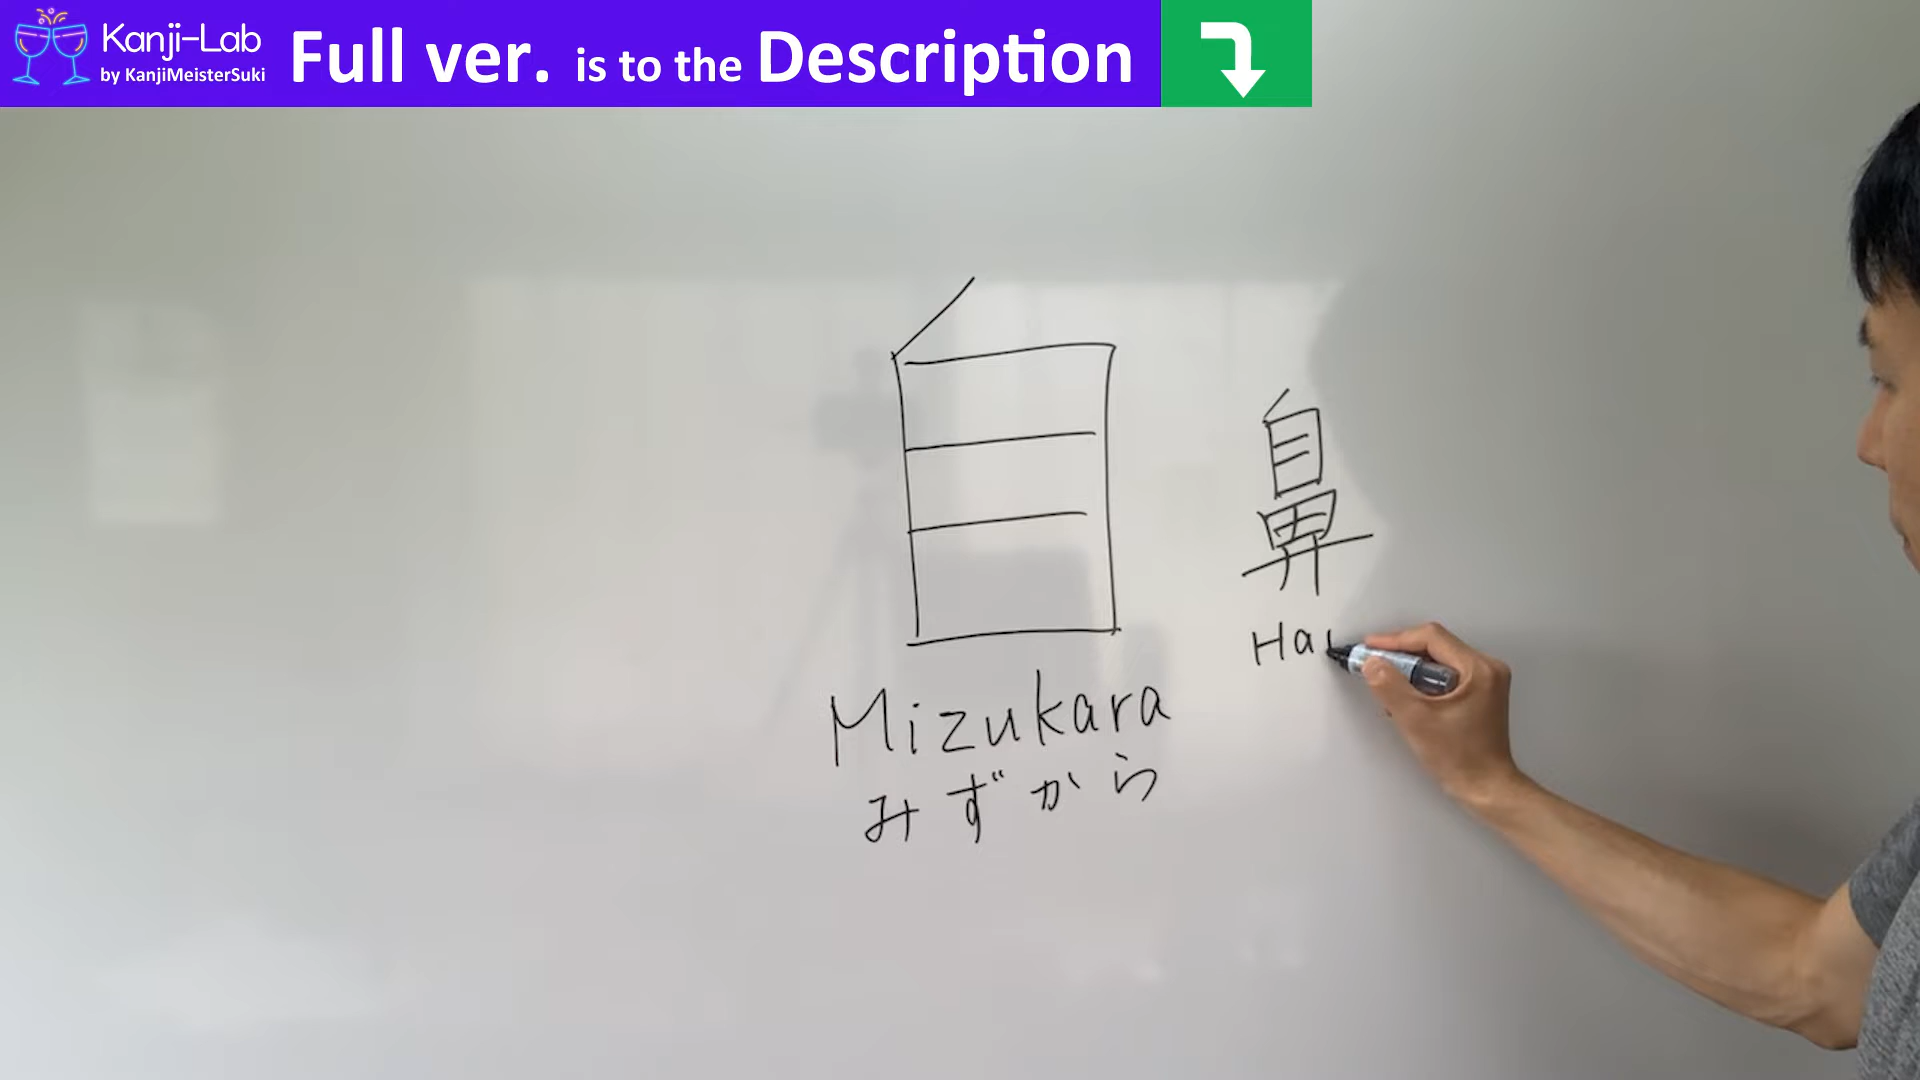 Kanji-Lab
by KanjiMeisterSuki
Full ver. is to the Description
自
Mizukara
みずから
鼻
Ha